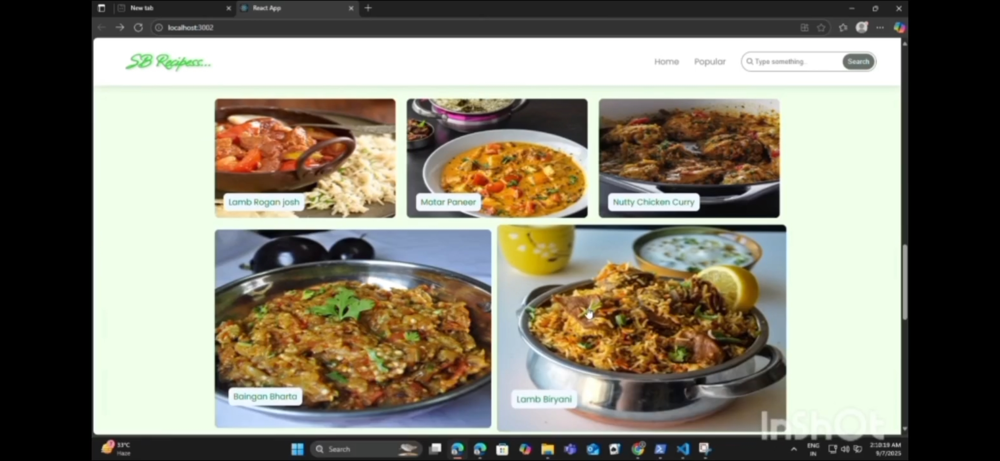 New tab
React App
localhost:3002
SB Recipess...
Home
Popular
Type something..
Search
Lamb Rogan josh
Matar Paneer
Nutty Chicken Curry
Baingan Bharta
Lamb Biryani
InShOt
33°C
Haze
Search
ENG
IN
2:10:19 AM
9/7/2025